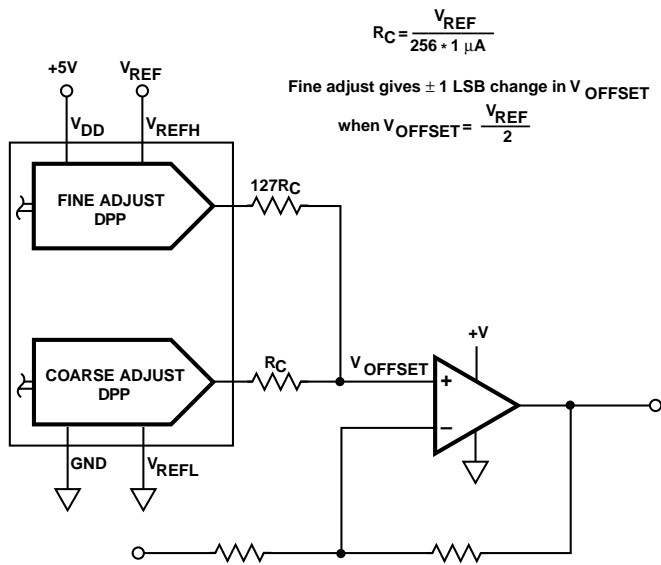 R_C = V_REF / 256 * 1 µA
Fine adjust gives ± 1 LSB change in V_OFFSET
when V_OFFSET = V_REF / 2
+5V
V_REF
V_DD
V_REFH
FINE ADJUST
DPP
127R_C
COARSE ADJUST
DPP
R_C
V_OFFSET
+V
+
−
GND
V_REFL